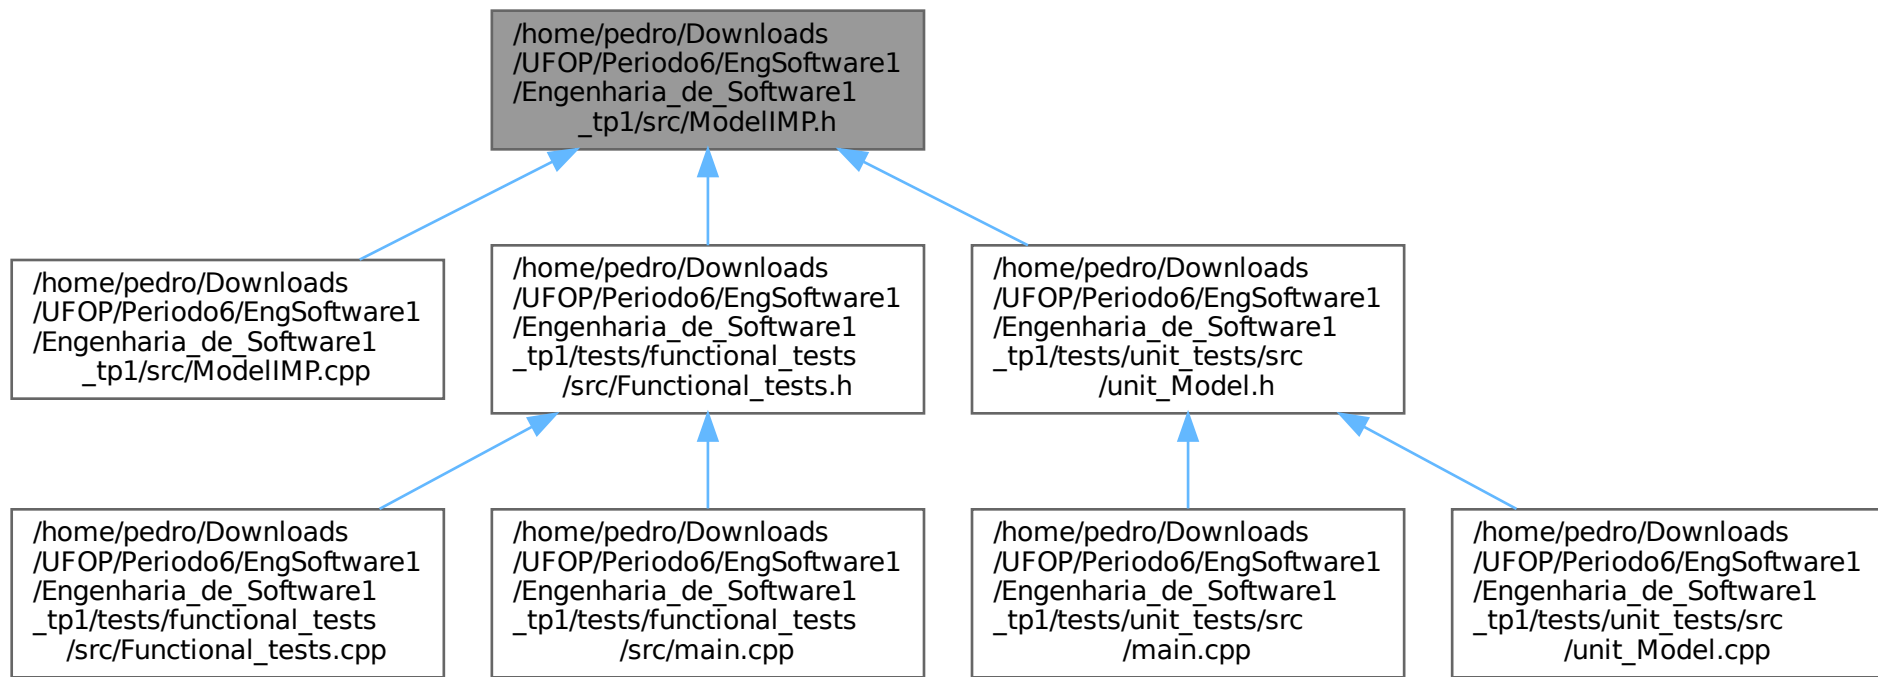 /home/pedro/Downloads
/UFOP/Periodo6/EngSoftware1
/Engenharia_de_Software1
_tp1/src/ModelIMP.h
/home/pedro/Downloads
/UFOP/Periodo6/EngSoftware1
/Engenharia_de_Software1
_tp1/src/ModelIMP.cpp
/home/pedro/Downloads
/UFOP/Periodo6/EngSoftware1
/Engenharia_de_Software1
_tp1/tests/functional_tests
/src/Functional_tests.h
/home/pedro/Downloads
/UFOP/Periodo6/EngSoftware1
/Engenharia_de_Software1
_tp1/tests/unit_tests/src
/unit_Model.h
/home/pedro/Downloads
/UFOP/Periodo6/EngSoftware1
/Engenharia_de_Software1
_tp1/tests/functional_tests
/src/Functional_tests.cpp
/home/pedro/Downloads
/UFOP/Periodo6/EngSoftware1
/Engenharia_de_Software1
_tp1/tests/functional_tests
/src/main.cpp
/home/pedro/Downloads
/UFOP/Periodo6/EngSoftware1
/Engenharia_de_Software1
_tp1/tests/unit_tests/src
/main.cpp
/home/pedro/Downloads
/UFOP/Periodo6/EngSoftware1
/Engenharia_de_Software1
_tp1/tests/unit_tests/src
/unit_Model.cpp